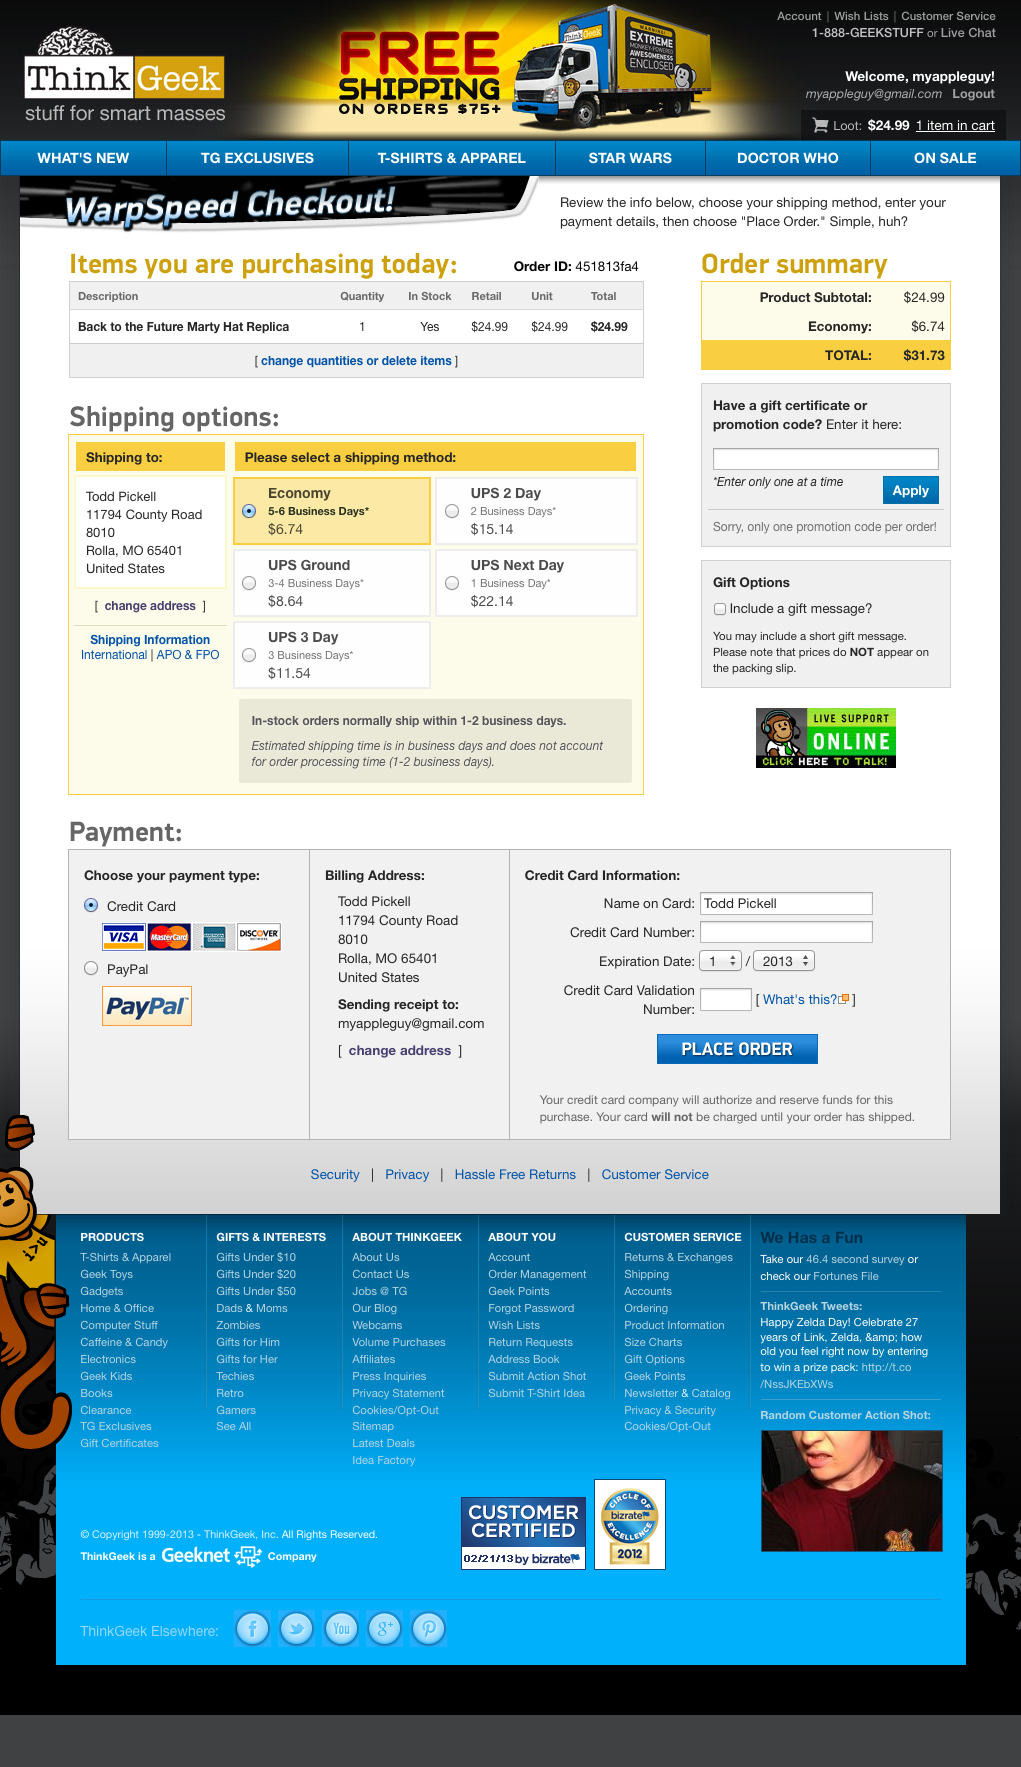 Account | Wish Lists | Customer Service
1-888-GEEKSTUFF or Live Chat
ThinkGeek
stuff for smart masses
FREE
SHIPPING
ON ORDERS $75+
WARNING!
EXTREME
MONKEY-POWERED
AWESOMENESS
ENCLOSED
ThinkGeek
Welcome, myappleguy!
myappleguy@gmail.com Logout
Loot: $24.99 1 item in cart
WHAT'S NEW
TG EXCLUSIVES
T-SHIRTS & APPAREL
STAR WARS
DOCTOR WHO
ON SALE
WarpSpeed Checkout!
Review the info below, choose your shipping method, enter your
payment details, then choose "Place Order." Simple, huh?
Items you are purchasing today:
Order ID: 451813fa4
Description Quantity In Stock Retail Unit Total
Back to the Future Marty Hat Replica 1 Yes $24.99 $24.99 $24.99
[ change quantities or delete items ]
Order summary
Product Subtotal: $24.99
Economy: $6.74
TOTAL: $31.73
Have a gift certificate or
promotion code? Enter it here:
*Enter only one at a time
Apply
Sorry, only one promotion code per order!
Gift Options
Include a gift message?
You may include a short gift message.
Please note that prices do NOT appear on
the packing slip.
LIVE SUPPORT
ONLINE
CLICK HERE TO TALK!
Shipping options:
Shipping to:
Todd Pickell
11794 County Road
8010
Rolla, MO 65401
United States
[ change address ]
Shipping Information
International | APO & FPO
Please select a shipping method:
Economy
5-6 Business Days*
$6.74
UPS 2 Day
2 Business Days*
$15.14
UPS Ground
3-4 Business Days*
$8.64
UPS Next Day
1 Business Day*
$22.14
UPS 3 Day
3 Business Days*
$11.54
In-stock orders normally ship within 1-2 business days.
Estimated shipping time is in business days and does not account
for order processing time (1-2 business days).
Payment:
Choose your payment type:
Credit Card
VISA MasterCard AMERICAN EXPRESS DISCOVER NETWORK
PayPal
PayPal
Billing Address:
Todd Pickell
11794 County Road
8010
Rolla, MO 65401
United States
Sending receipt to:
myappleguy@gmail.com
[ change address ]
Credit Card Information:
Name on Card: Todd Pickell
Credit Card Number:
Expiration Date: 1 / 2013
Credit Card Validation
Number:
[ What's this? ]
PLACE ORDER
Your credit card company will authorize and reserve funds for this
purchase. Your card will not be charged until your order has shipped.
Security | Privacy | Hassle Free Returns | Customer Service
PRODUCTS
T-Shirts & Apparel
Geek Toys
Gadgets
Home & Office
Computer Stuff
Caffeine & Candy
Electronics
Geek Kids
Books
Clearance
TG Exclusives
Gift Certificates
GIFTS & INTERESTS
Gifts Under $10
Gifts Under $20
Gifts Under $50
Dads & Moms
Zombies
Gifts for Him
Gifts for Her
Techies
Retro
Gamers
See All
ABOUT THINKGEEK
About Us
Contact Us
Jobs @ TG
Our Blog
Webcams
Volume Purchases
Affiliates
Press Inquiries
Privacy Statement
Cookies/Opt-Out
Sitemap
Latest Deals
Idea Factory
ABOUT YOU
Account
Order Management
Geek Points
Forgot Password
Wish Lists
Return Requests
Address Book
Submit Action Shot
Submit T-Shirt Idea
CUSTOMER SERVICE
Returns & Exchanges
Shipping
Accounts
Ordering
Product Information
Size Charts
Gift Options
Geek Points
Newsletter & Catalog
Privacy & Security
Cookies/Opt-Out
We Has a Fun
Take our 46.4 second survey or
check our Fortunes File
ThinkGeek Tweets:
Happy Zelda Day! Celebrate 27
years of Link, Zelda, &amp; how
old you feel right now by entering
to win a prize pack: http://t.co
/NssJKEbXWs
Random Customer Action Shot:
© Copyright 1999-2013 - ThinkGeek, Inc. All Rights Reserved.
ThinkGeek is a Geeknet Company
CUSTOMER
CERTIFIED
02/21/13 by bizrate
CIRCLE OF
bizrate
EXCELLENCE
2012
ThinkGeek Elsewhere:
f
You
g+